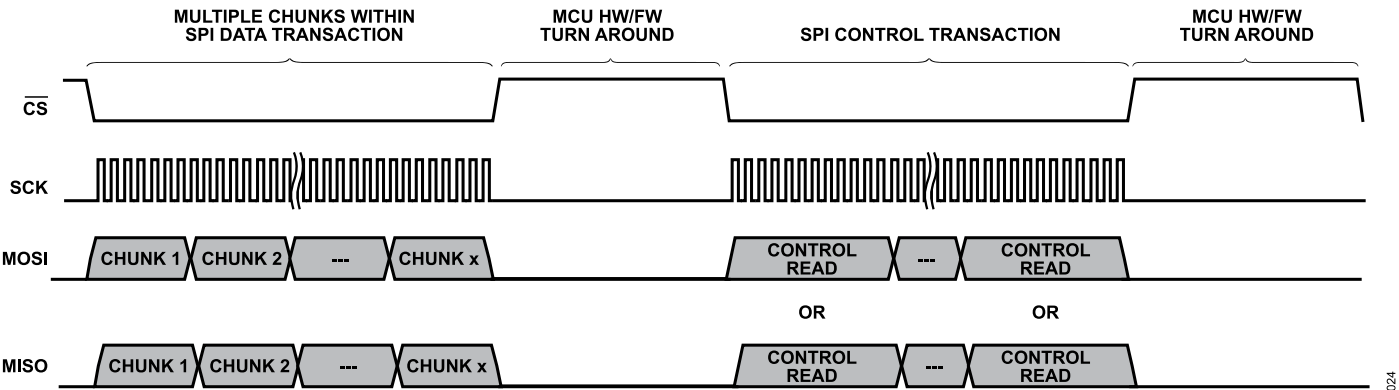 MULTIPLE CHUNKS WITHIN
SPI DATA TRANSACTION
MCU HW/FW
TURN AROUND
SPI CONTROL TRANSACTION
MCU HW/FW
TURN AROUND
CS
SCK
MOSI
CHUNK 1
CHUNK 2
---
CHUNK x
CONTROL
READ
---
CONTROL
READ
OR
OR
MISO
CHUNK 1
CHUNK 2
---
CHUNK x
CONTROL
READ
---
CONTROL
READ
024